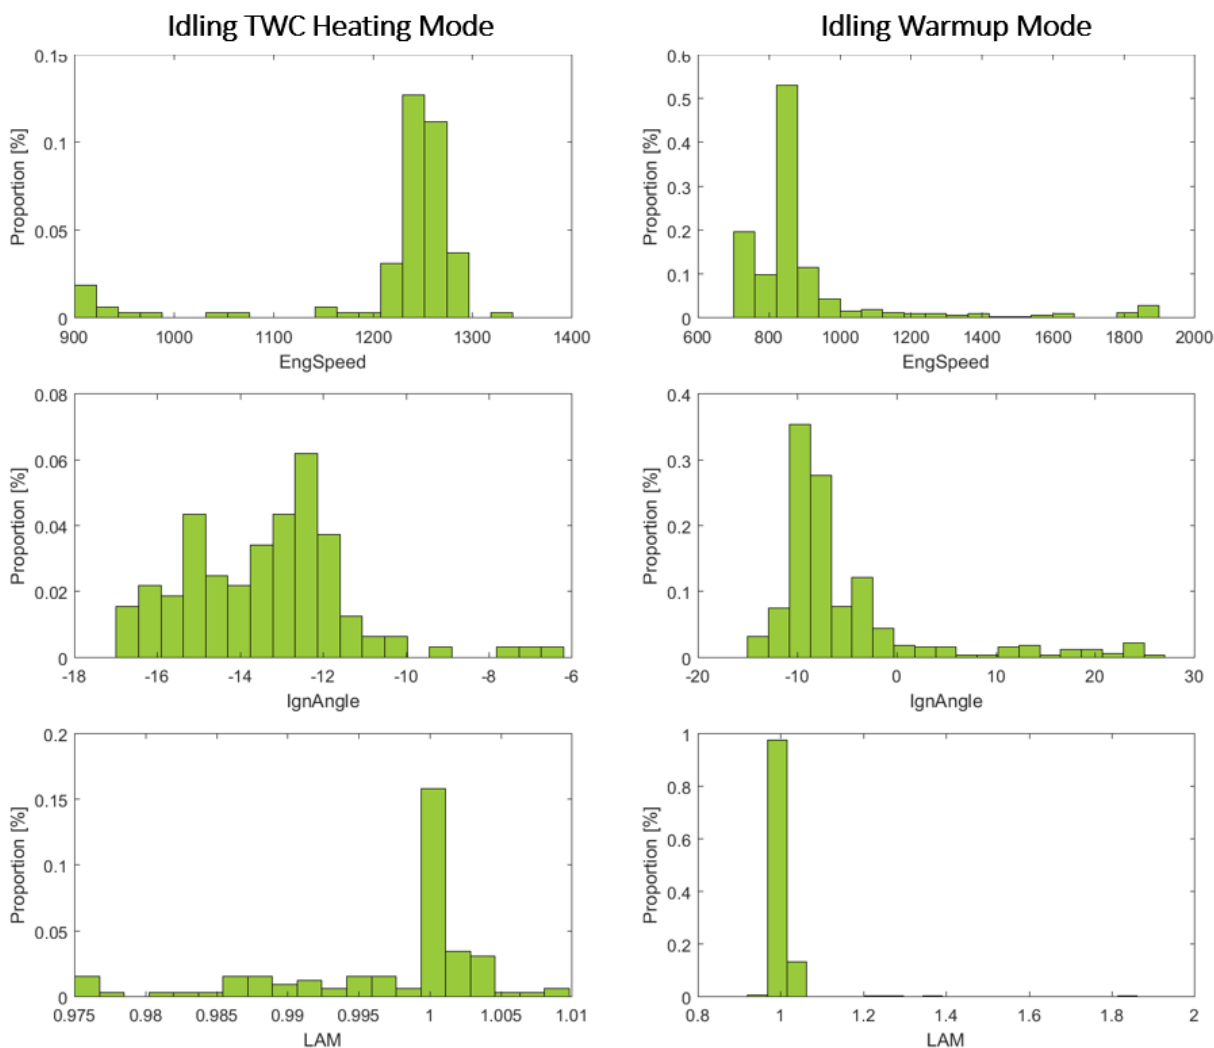 Idling TWC Heating Mode
Idling Warmup Mode
0.15
0.1
0.05
0
Proportion [%]
900 1000 1100 1200 1300 1400
EngSpeed
0.6
0.5
0.4
0.3
0.2
0.1
0
Proportion [%]
600 800 1000 1200 1400 1600 1800 2000
EngSpeed
0.08
0.06
0.04
0.02
0
Proportion [%]
-18 -16 -14 -12 -10 -8 -6
IgnAngle
0.4
0.3
0.2
0.1
0
Proportion [%]
-20 -10 0 10 20 30
IgnAngle
0.2
0.15
0.1
0.05
0
Proportion [%]
0.975 0.98 0.985 0.99 0.995 1 1.005 1.01
LAM
1
0.8
0.6
0.4
0.2
0
Proportion [%]
0.8 1 1.2 1.4 1.6 1.8 2
LAM